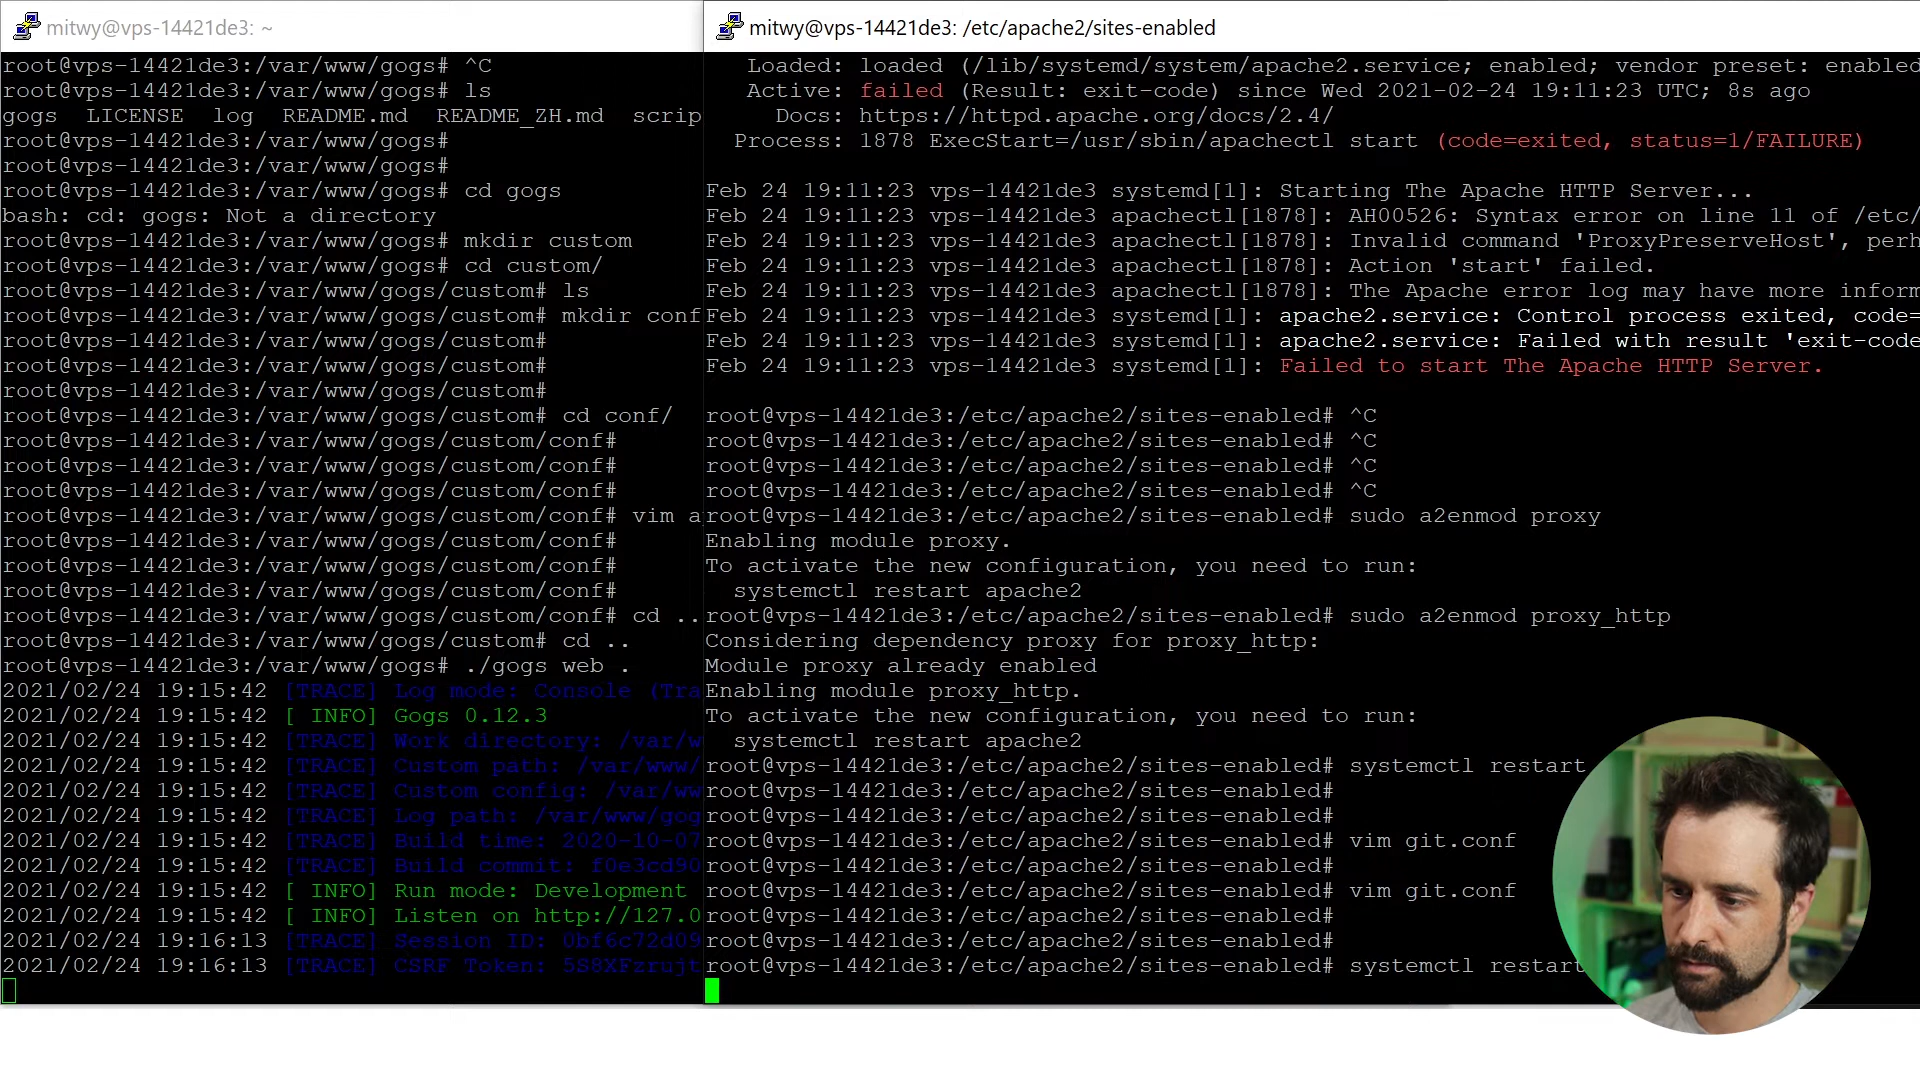 mitwy@vps-14421de3: ~
root@vps-14421de3:/var/www/gogs# ^C
root@vps-14421de3:/var/www/gogs# ls
gogs  LICENSE  log  README.md  README_ZH.md  scrip
root@vps-14421de3:/var/www/gogs#
root@vps-14421de3:/var/www/gogs#
root@vps-14421de3:/var/www/gogs# cd gogs
bash: cd: gogs: Not a directory
root@vps-14421de3:/var/www/gogs# mkdir custom
root@vps-14421de3:/var/www/gogs# cd custom/
root@vps-14421de3:/var/www/gogs/custom# ls
root@vps-14421de3:/var/www/gogs/custom# mkdir conf
root@vps-14421de3:/var/www/gogs/custom#
root@vps-14421de3:/var/www/gogs/custom#
root@vps-14421de3:/var/www/gogs/custom#
root@vps-14421de3:/var/www/gogs/custom# cd conf/
root@vps-14421de3:/var/www/gogs/custom/conf#
root@vps-14421de3:/var/www/gogs/custom/conf#
root@vps-14421de3:/var/www/gogs/custom/conf#
root@vps-14421de3:/var/www/gogs/custom/conf# vim a
root@vps-14421de3:/var/www/gogs/custom/conf#
root@vps-14421de3:/var/www/gogs/custom/conf#
root@vps-14421de3:/var/www/gogs/custom/conf#
root@vps-14421de3:/var/www/gogs/custom/conf# cd ..
root@vps-14421de3:/var/www/gogs/custom# cd ..
root@vps-14421de3:/var/www/gogs# ./gogs web .
2021/02/24 19:15:42 [TRACE] Log mode: Console (Tra
2021/02/24 19:15:42 [ INFO] Gogs 0.12.3
2021/02/24 19:15:42 [TRACE] Work directory: /var/w
2021/02/24 19:15:42 [TRACE] Custom path: /var/www/
2021/02/24 19:15:42 [TRACE] Custom config: /var/ww
2021/02/24 19:15:42 [TRACE] Log path: /var/www/gog
2021/02/24 19:15:42 [TRACE] Build time: 2020-10-07
2021/02/24 19:15:42 [TRACE] Build commit: f0e3cd90
2021/02/24 19:15:42 [ INFO] Run mode: Development
2021/02/24 19:15:42 [ INFO] Listen on http://127.0
2021/02/24 19:16:13 [TRACE] Session ID: 0bf6c72d09
2021/02/24 19:16:13 [TRACE] CSRF Token: 5S8XFzrujt
mitwy@vps-14421de3: /etc/apache2/sites-enabled
Loaded: loaded (/lib/systemd/system/apache2.service; enabled; vendor preset: enabled
Active: failed (Result: exit-code) since Wed 2021-02-24 19:11:23 UTC; 8s ago
Docs: https://httpd.apache.org/docs/2.4/
Process: 1878 ExecStart=/usr/sbin/apachectl start (code=exited, status=1/FAILURE)
Feb 24 19:11:23 vps-14421de3 systemd[1]: Starting The Apache HTTP Server...
Feb 24 19:11:23 vps-14421de3 apachectl[1878]: AH00526: Syntax error on line 11 of /etc/
Feb 24 19:11:23 vps-14421de3 apachectl[1878]: Invalid command 'ProxyPreserveHost', perh
Feb 24 19:11:23 vps-14421de3 apachectl[1878]: Action 'start' failed.
Feb 24 19:11:23 vps-14421de3 apachectl[1878]: The Apache error log may have more inform
Feb 24 19:11:23 vps-14421de3 systemd[1]: apache2.service: Control process exited, code=
Feb 24 19:11:23 vps-14421de3 systemd[1]: apache2.service: Failed with result 'exit-code
Feb 24 19:11:23 vps-14421de3 systemd[1]: Failed to start The Apache HTTP Server.
root@vps-14421de3:/etc/apache2/sites-enabled# ^C
root@vps-14421de3:/etc/apache2/sites-enabled# ^C
root@vps-14421de3:/etc/apache2/sites-enabled# ^C
root@vps-14421de3:/etc/apache2/sites-enabled# ^C
root@vps-14421de3:/etc/apache2/sites-enabled# sudo a2enmod proxy
Enabling module proxy.
To activate the new configuration, you need to run:
systemctl restart apache2
root@vps-14421de3:/etc/apache2/sites-enabled# sudo a2enmod proxy_http
Considering dependency proxy for proxy_http:
Module proxy already enabled
Enabling module proxy_http.
To activate the new configuration, you need to run:
systemctl restart apache2
root@vps-14421de3:/etc/apache2/sites-enabled# systemctl restart
root@vps-14421de3:/etc/apache2/sites-enabled#
root@vps-14421de3:/etc/apache2/sites-enabled#
root@vps-14421de3:/etc/apache2/sites-enabled# vim git.conf
root@vps-14421de3:/etc/apache2/sites-enabled#
root@vps-14421de3:/etc/apache2/sites-enabled# vim git.conf
root@vps-14421de3:/etc/apache2/sites-enabled#
root@vps-14421de3:/etc/apache2/sites-enabled#
root@vps-14421de3:/etc/apache2/sites-enabled# systemctl restart